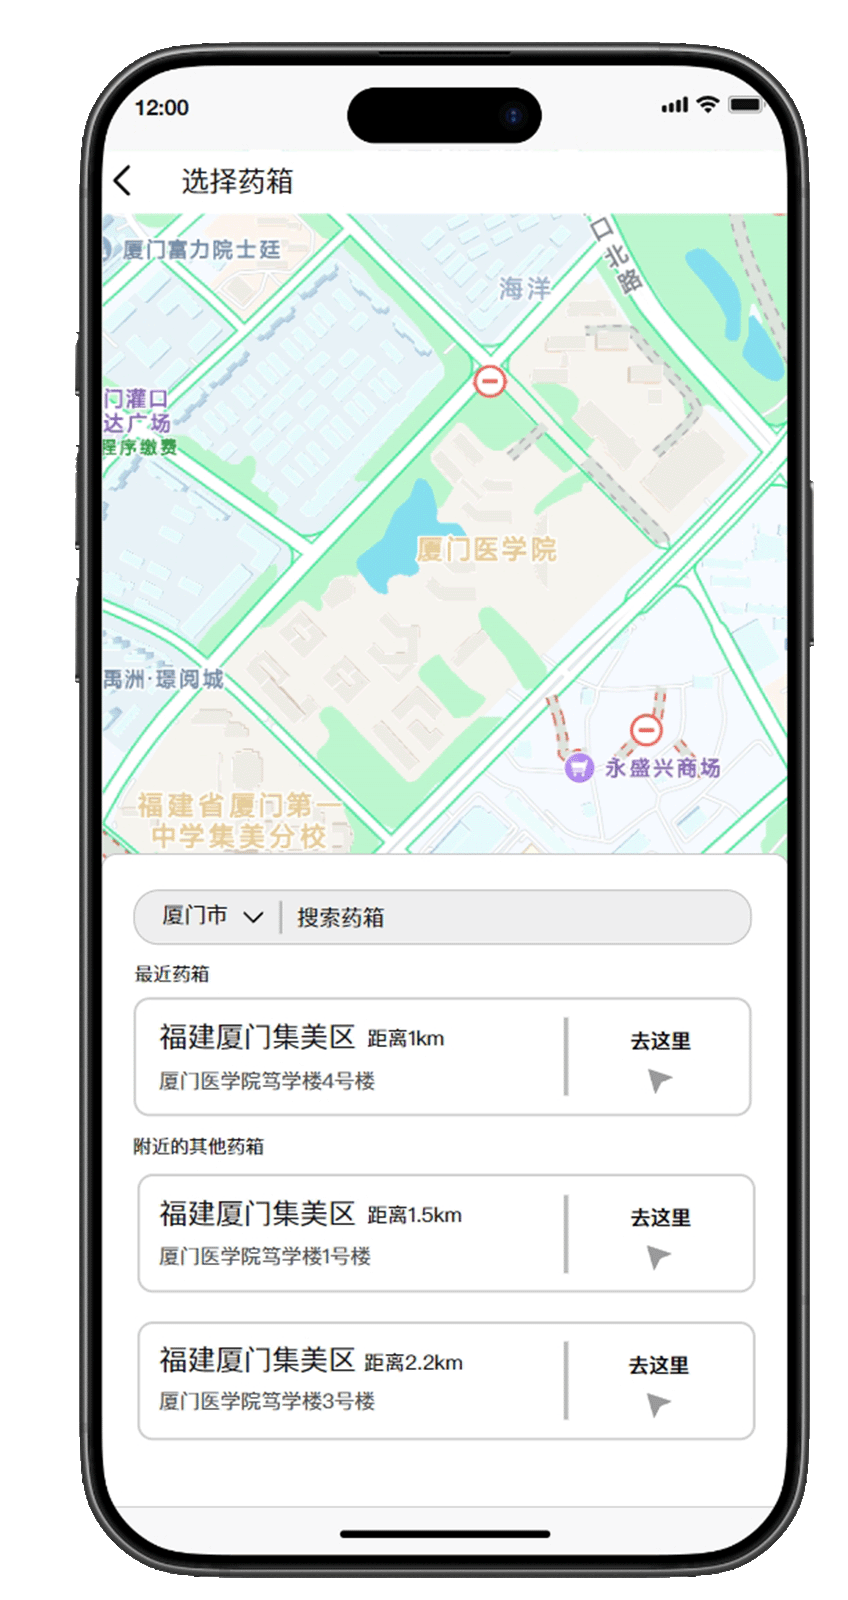 12:00
选择药箱
厦门富力院士廷
口北路
海洋
门灌口
达广场
程序缴费
厦门医学院
禹洲·璟阅城
永盛兴商场
福建省厦门第一
中学集美分校
厦门市 搜索药箱
最近药箱
福建厦门集美区 距离1km 去这里
厦门医学院笃学楼4号楼
附近的其他药箱
福建厦门集美区 距离1.5km 去这里
厦门医学院笃学楼1号楼
福建厦门集美区 距离2.2km 去这里
厦门医学院笃学楼3号楼